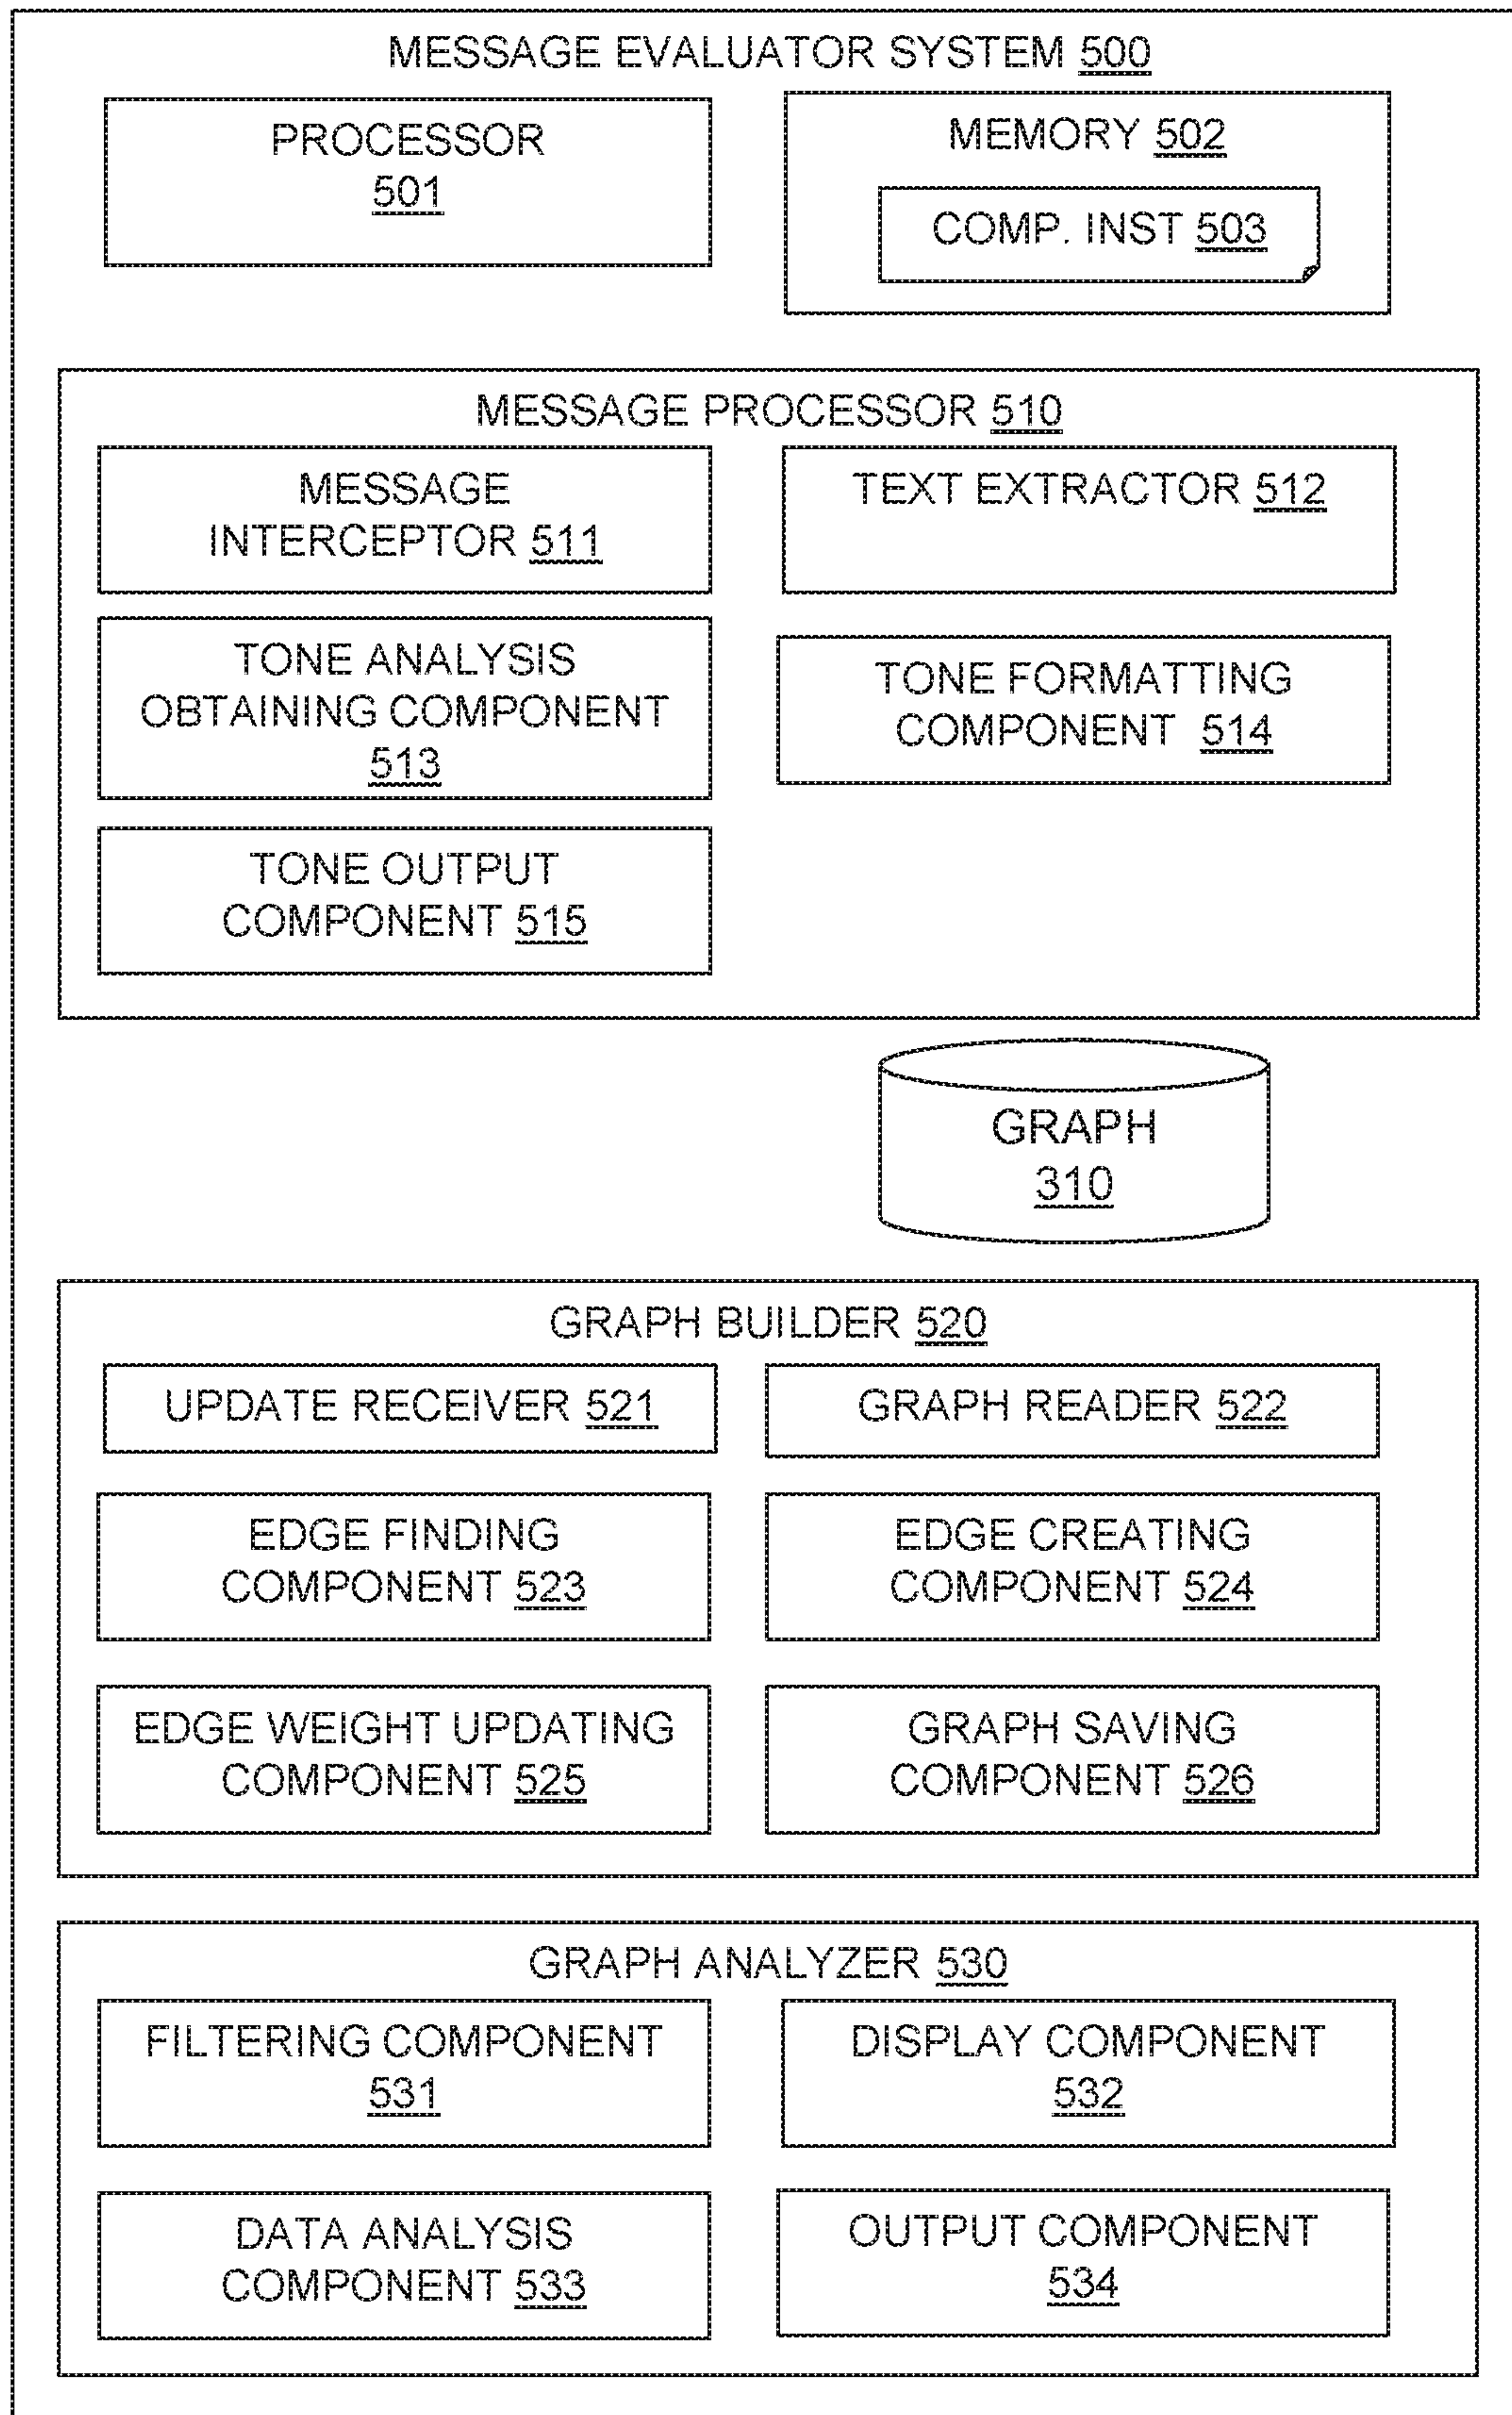 MESSAGE EVALUATOR SYSTEM 500
PROCESSOR
501
MEMORY 502
COMP. INST 503
MESSAGE PROCESSOR 510
MESSAGE
INTERCEPTOR 511
TEXT EXTRACTOR 512
TONE ANALYSIS
OBTAINING COMPONENT
513
TONE FORMATTING
COMPONENT 514
TONE OUTPUT
COMPONENT 515
GRAPH
310
GRAPH BUILDER 520
UPDATE RECEIVER 521
GRAPH READER 522
EDGE FINDING
COMPONENT 523
EDGE CREATING
COMPONENT 524
EDGE WEIGHT UPDATING
COMPONENT 525
GRAPH SAVING
COMPONENT 526
GRAPH ANALYZER 530
FILTERING COMPONENT
531
DISPLAY COMPONENT
532
DATA ANALYSIS
COMPONENT 533
OUTPUT COMPONENT
534